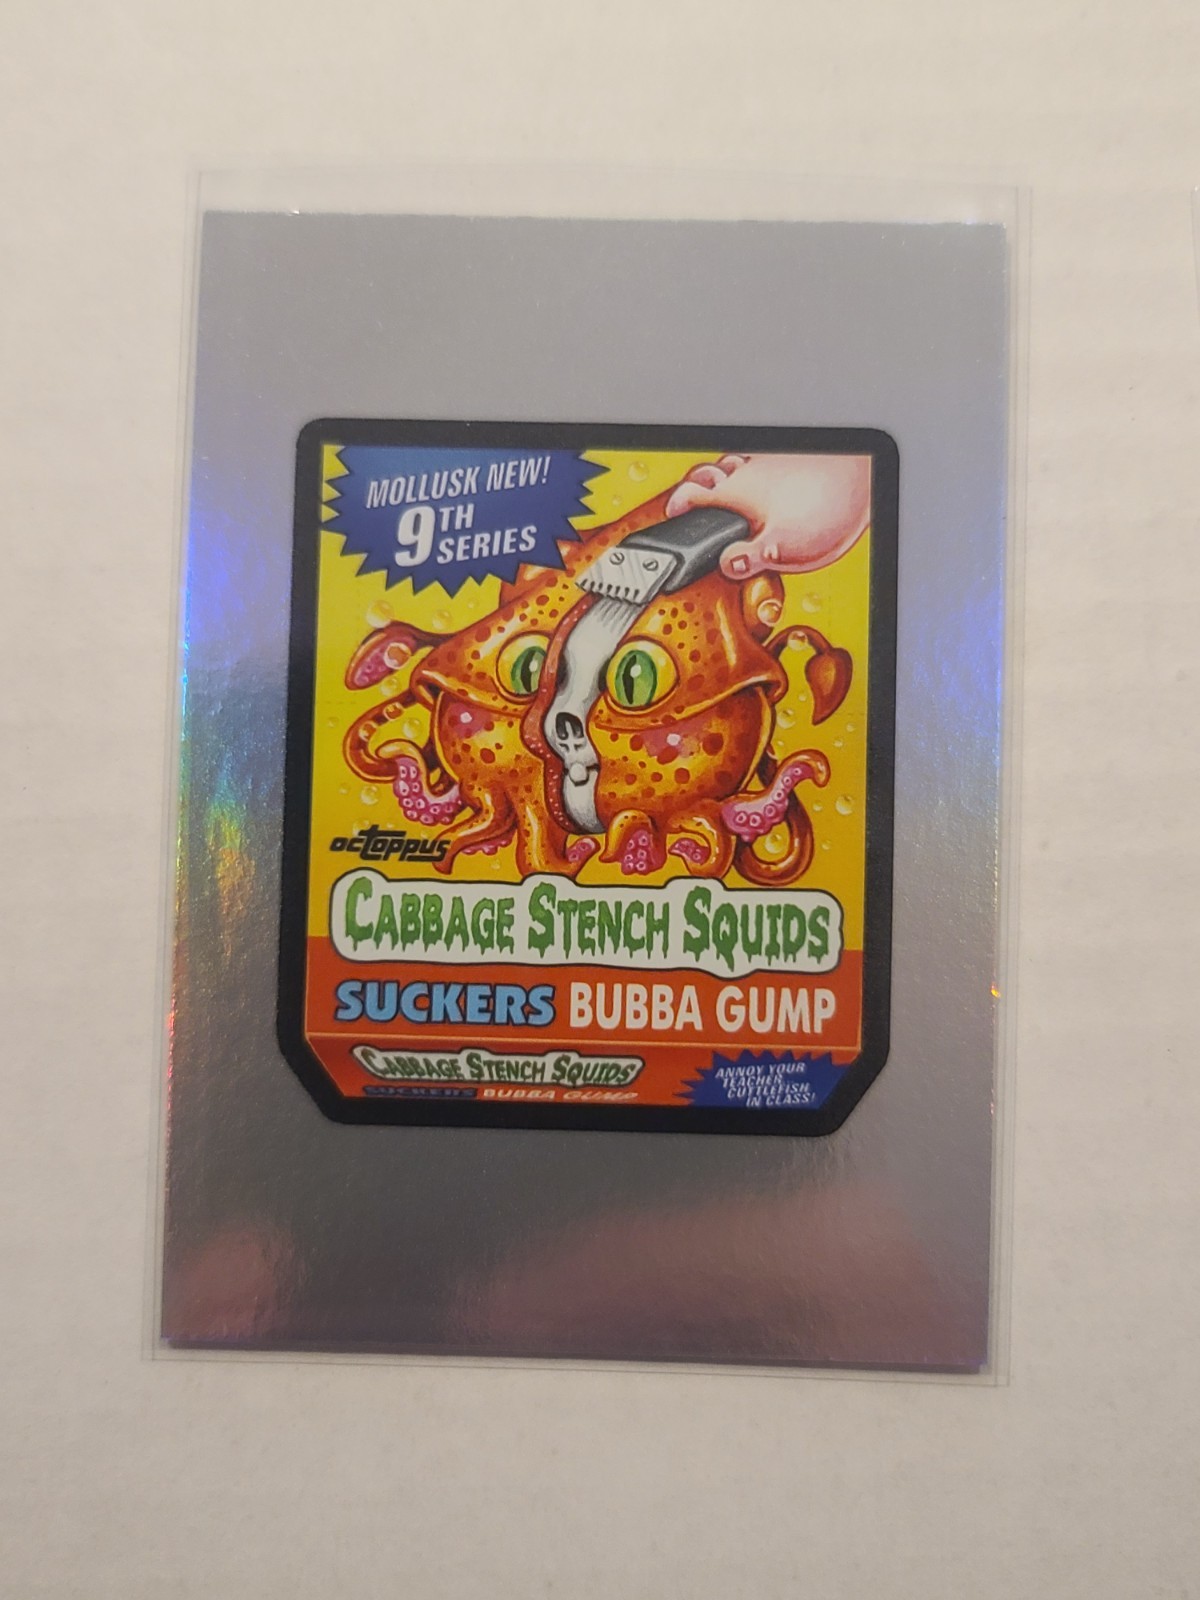 MOLLUSK NEW!
9TH
SERIES
octoppus
CABBAGE STENCH SQUIDS
SUCKERS BUBBA GUMP
CABBAGE STENCH SQUIDS
SUCKERS BUBBA GUMP
ANNOY YOUR
TEACHER,
CUTTLEFISH
IN CLASS!